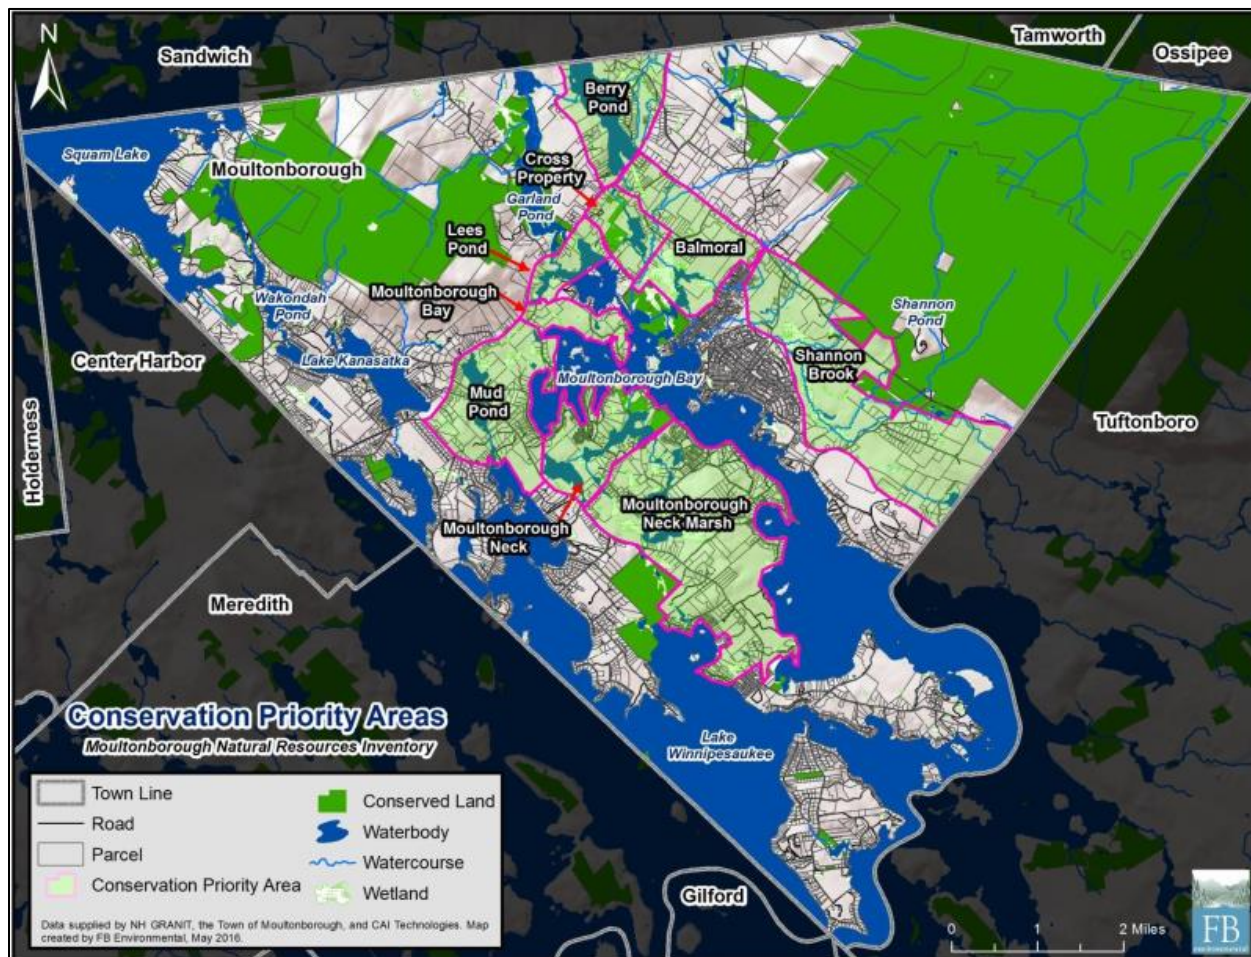 N
Sandwich
Tamworth
Ossipee
Berry
Pond
Squam Lake
Moultonborough
Cross
Property
Garland
Pond
Lees
Pond
Balmoral
Moultonborough
Bay
Wakondah
Pond
Shannon
Pond
Center Harbor
Lake Kanasatka
Shannon
Brook
Moultonborough Bay
Mud
Pond
Tuftonboro
Holderness
Moultonborough
Neck Marsh
Moultonborough
Neck
Meredith
Conservation Priority Areas
Moultonborough Natural Resources Inventory
Lake
Winnipesaukee
Town Line
Road
Parcel
Conservation Priority Area
Conserved Land
Waterbody
Watercourse
Wetland
Data supplied by NH GRANIT, the Town of Moultonborough, and CAI Technologies. Map
created by FB Environmental, May 2016.
Gilford
0 1 2 Miles
FB
environmental